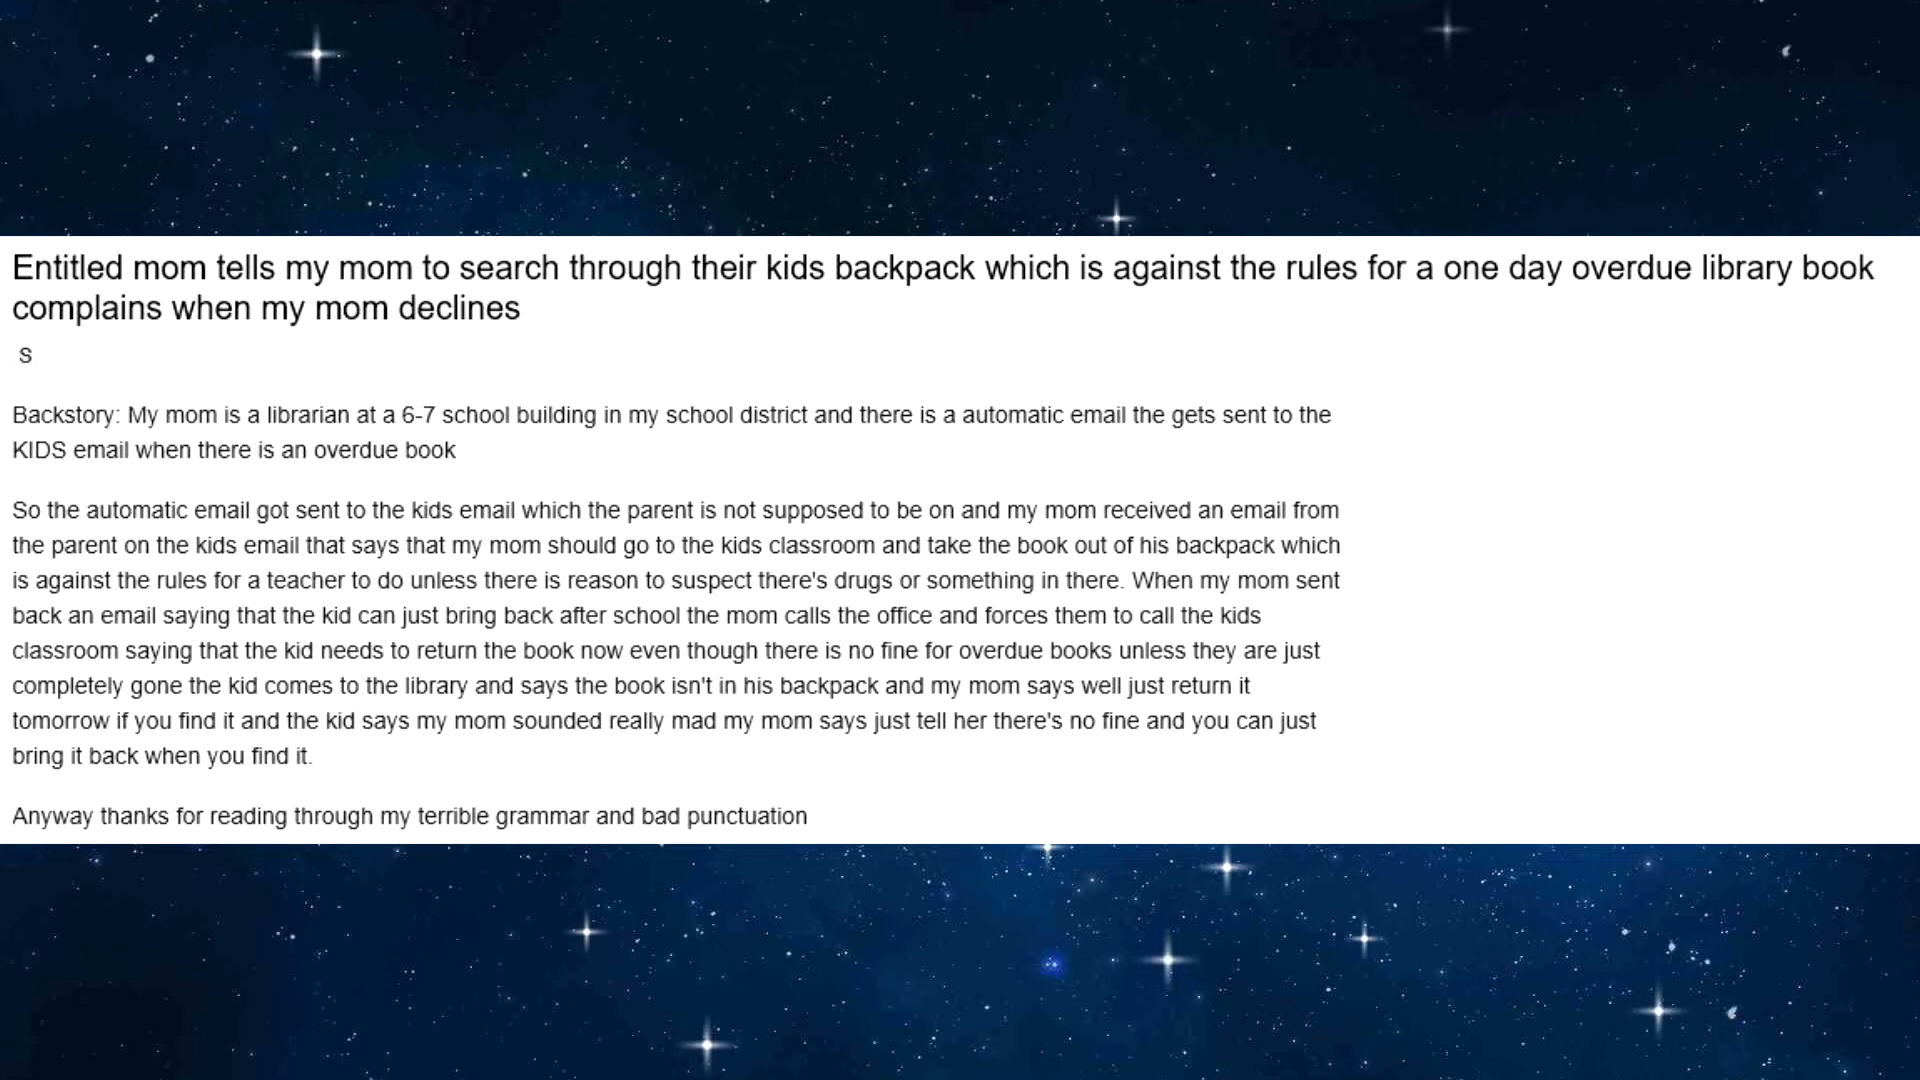 Entitled mom tells my mom to search through their kids backpack which is against the rules for a one day overdue library book
complains when my mom declines
S
Backstory: My mom is a librarian at a 6-7 school building in my school district and there is a automatic email the gets sent to the
KIDS email when there is an overdue book
So the automatic email got sent to the kids email which the parent is not supposed to be on and my mom received an email from
the parent on the kids email that says that my mom should go to the kids classroom and take the book out of his backpack which
is against the rules for a teacher to do unless there is reason to suspect there's drugs or something in there. When my mom sent
back an email saying that the kid can just bring back after school the mom calls the office and forces them to call the kids
classroom saying that the kid needs to return the book now even though there is no fine for overdue books unless they are just
completely gone the kid comes to the library and says the book isn't in his backpack and my mom says well just return it
tomorrow if you find it and the kid says my mom sounded really mad my mom says just tell her there's no fine and you can just
bring it back when you find it.
Anyway thanks for reading through my terrible grammar and bad punctuation